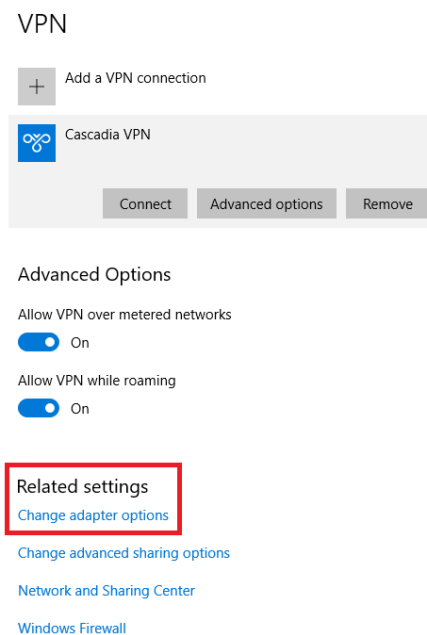 VPN
Add a VPN connection
Cascadia VPN
Connect Advanced options Remove
Advanced Options
Allow VPN over metered networks
On
Allow VPN while roaming
On
Related settings
Change adapter options
Change advanced sharing options
Network and Sharing Center
Windows Firewall